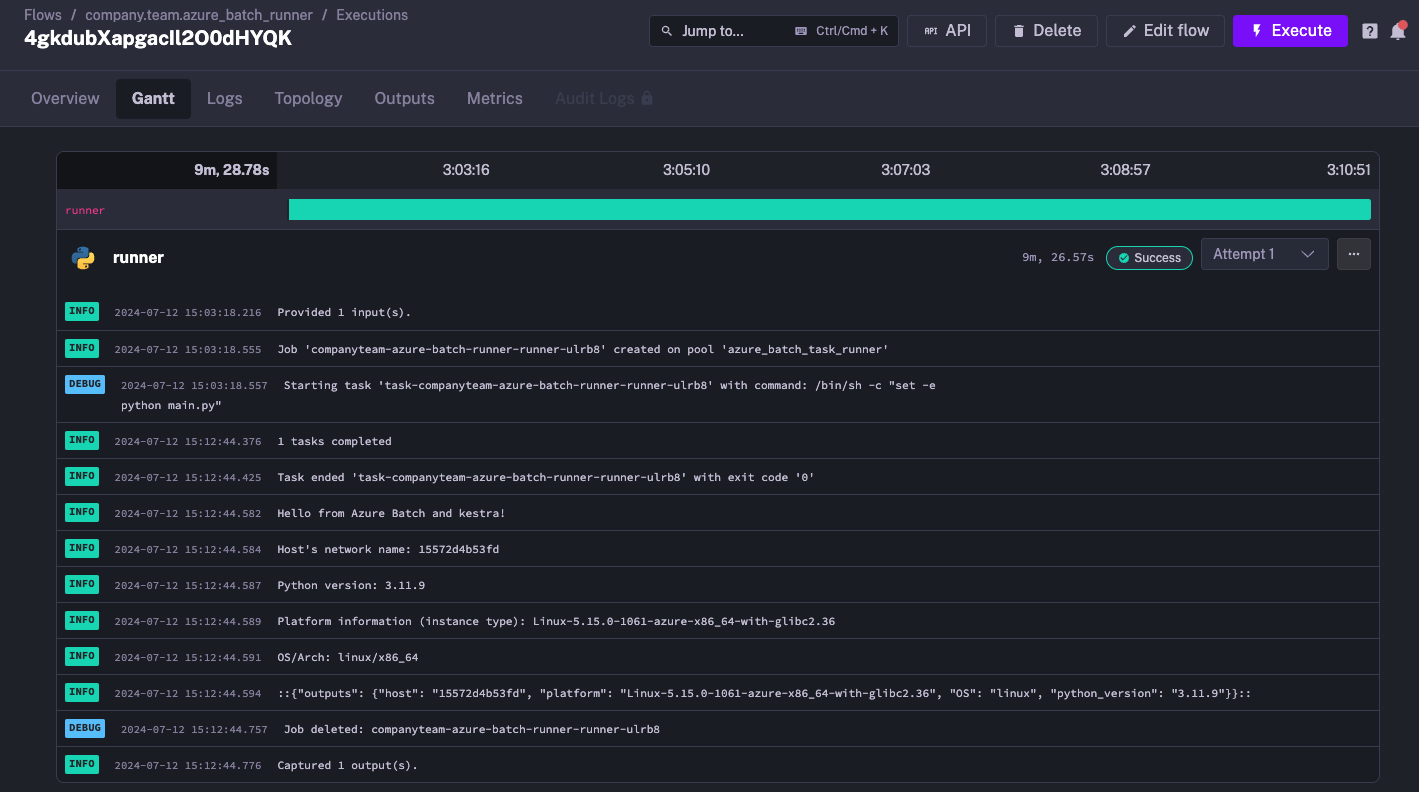 Flows / company.team.azure_batch_runner / Executions
4gkdubXapgacIl2O0dHYQK
Jump to... Ctrl/Cmd + K
API API
Delete
Edit flow
Execute
Overview Gantt Logs Topology Outputs Metrics Audit Logs
9m, 28.78s 3:03:16 3:05:10 3:07:03 3:08:57 3:10:51
runner
runner 9m, 26.57s Success Attempt 1
INFO 2024-07-12 15:03:18.216 Provided 1 input(s).
INFO 2024-07-12 15:03:18.555 Job 'companyteam-azure-batch-runner-runner-ulrb8' created on pool 'azure_batch_task_runner'
DEBUG 2024-07-12 15:03:18.557 Starting task 'task-companyteam-azure-batch-runner-runner-ulrb8' with command: /bin/sh -c "set -e
python main.py"
INFO 2024-07-12 15:12:44.376 1 tasks completed
INFO 2024-07-12 15:12:44.425 Task ended 'task-companyteam-azure-batch-runner-runner-ulrb8' with exit code '0'
INFO 2024-07-12 15:12:44.582 Hello from Azure Batch and kestra!
INFO 2024-07-12 15:12:44.584 Host's network name: 15572d4b53fd
INFO 2024-07-12 15:12:44.587 Python version: 3.11.9
INFO 2024-07-12 15:12:44.589 Platform information (instance type): Linux-5.15.0-1061-azure-x86_64-with-glibc2.36
INFO 2024-07-12 15:12:44.591 OS/Arch: linux/x86_64
INFO 2024-07-12 15:12:44.594 ::{"outputs": {"host": "15572d4b53fd", "platform": "Linux-5.15.0-1061-azure-x86_64-with-glibc2.36", "OS": "linux", "python_version": "3.11.9"}}::
DEBUG 2024-07-12 15:12:44.757 Job deleted: companyteam-azure-batch-runner-runner-ulrb8
INFO 2024-07-12 15:12:44.776 Captured 1 output(s).